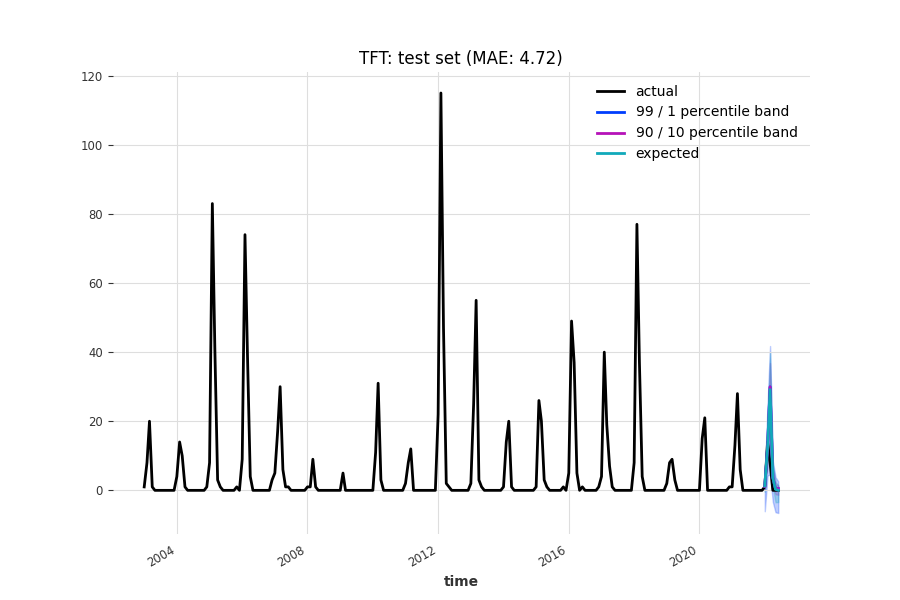 TFT: test set (MAE: 4.72)
actual
99 / 1 percentile band
90 / 10 percentile band
expected
120
100
80
60
40
20
0
2004
2008
2012
2016
2020
time